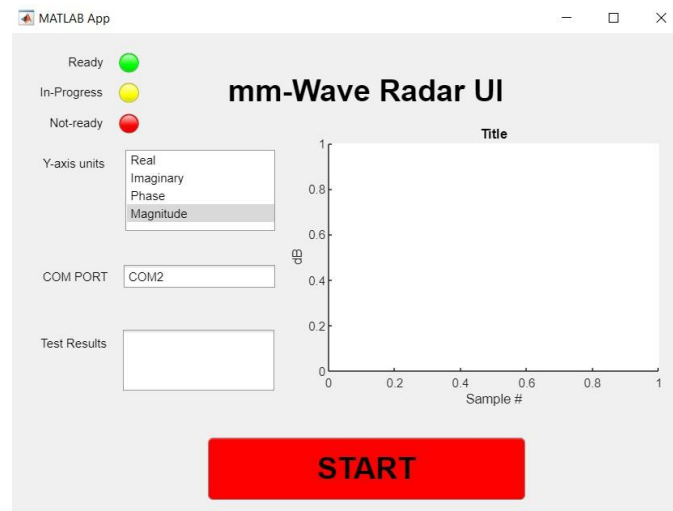 MATLAB App
Ready
In-Progress
Not-ready
mm-Wave Radar UI
Y-axis units
Real
Imaginary
Phase
Magnitude
COM PORT
COM2
Test Results
Title
1
0.8
0.6
0.4
0.2
0
dB
0 0.2 0.4 0.6 0.8 1
Sample #
START